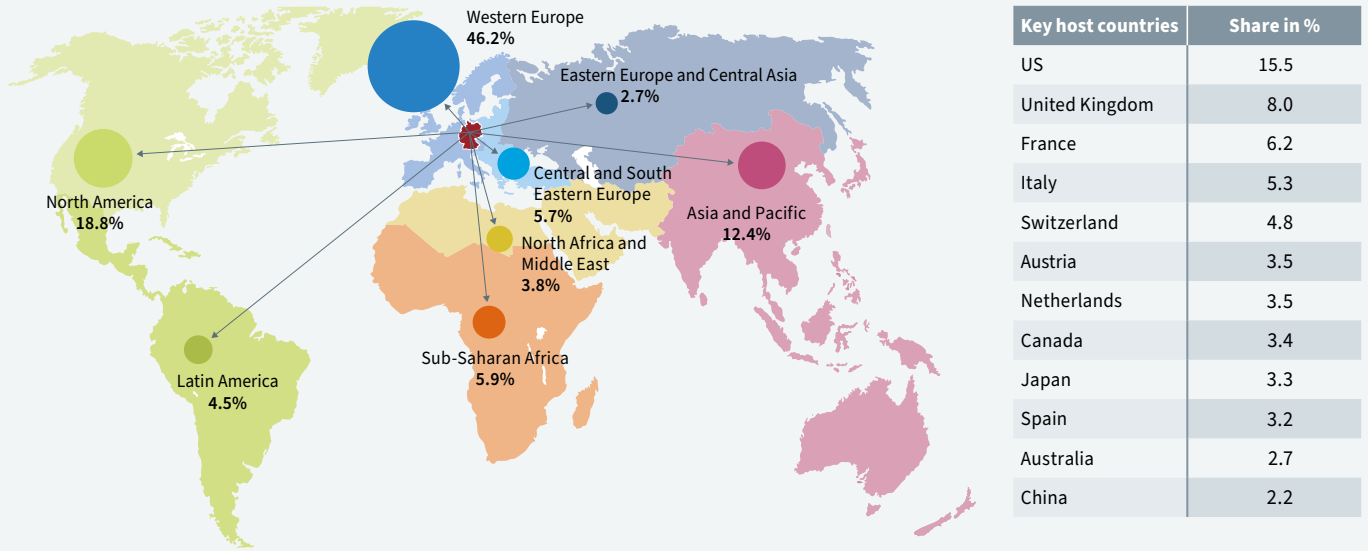 Western Europe
46.2%
Eastern Europe and Central Asia
2.7%
North America
18.8%
Central and South
Eastern Europe
5.7%
Asia and Pacific
12.4%
North Africa and
Middle East
3.8%
Sub-Saharan Africa
5.9%
Latin America
4.5%
Key host countries Share in %
US 15.5
United Kingdom 8.0
France 6.2
Italy 5.3
Switzerland 4.8
Austria 3.5
Netherlands 3.5
Canada 3.4
Japan 3.3
Spain 3.2
Australia 2.7
China 2.2